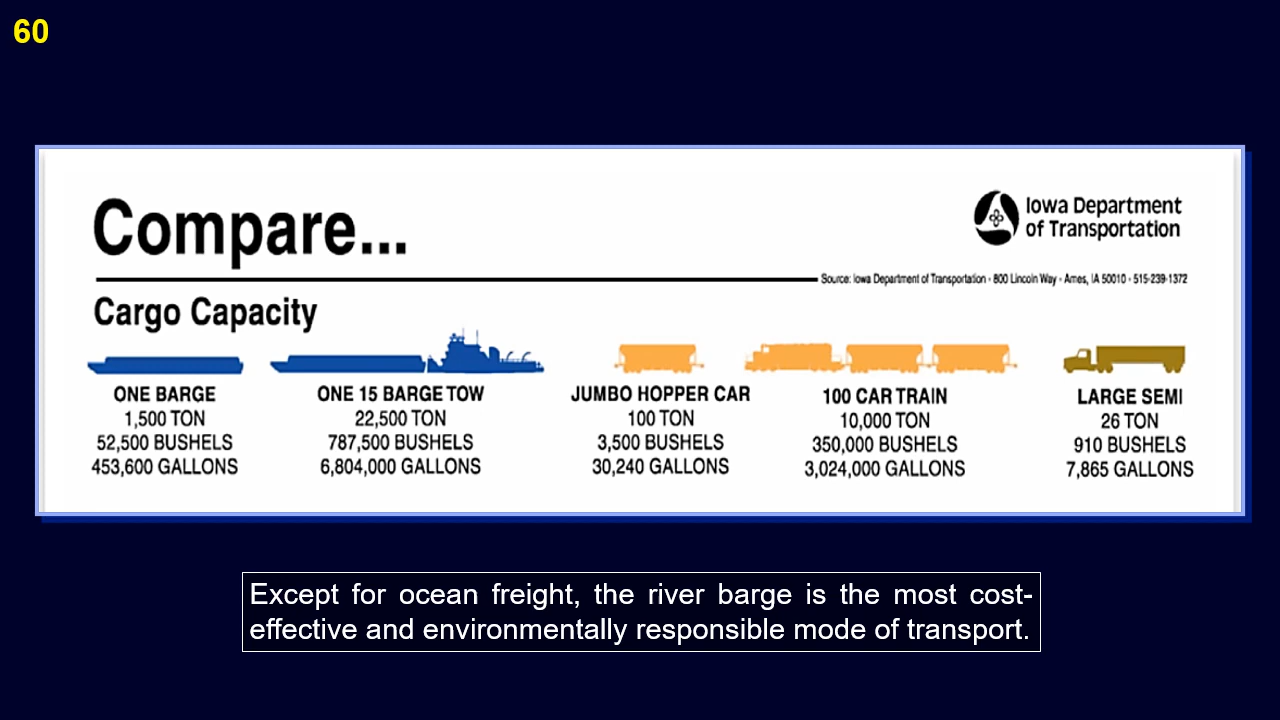 60
Compare...
Iowa Department
of Transportation
Source: Iowa Department of Transportation • 800 Lincoln Way • Ames, IA 50010 • 515-239-1372
Cargo Capacity
ONE BARGE
1,500 TON
52,500 BUSHELS
453,600 GALLONS
ONE 15 BARGE TOW
22,500 TON
787,500 BUSHELS
6,804,000 GALLONS
JUMBO HOPPER CAR
100 TON
3,500 BUSHELS
30,240 GALLONS
100 CAR TRAIN
10,000 TON
350,000 BUSHELS
3,024,000 GALLONS
LARGE SEMI
26 TON
910 BUSHELS
7,865 GALLONS
Except for ocean freight, the river barge is the most cost-
effective and environmentally responsible mode of transport.